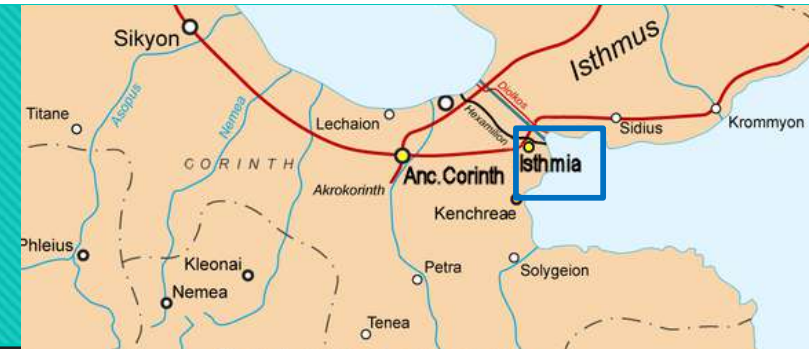 Sikyon
Isthmus
Titane
Asopus
Nemea
Lechaion
Diolkos
Hexamilion
Sidius
Krommyon
CORINTH
Akrokorinth
Anc. Corinth
Isthmia
Kenchreae
Phleius
Kleonai
Nemea
Petra
Solygeion
Tenea